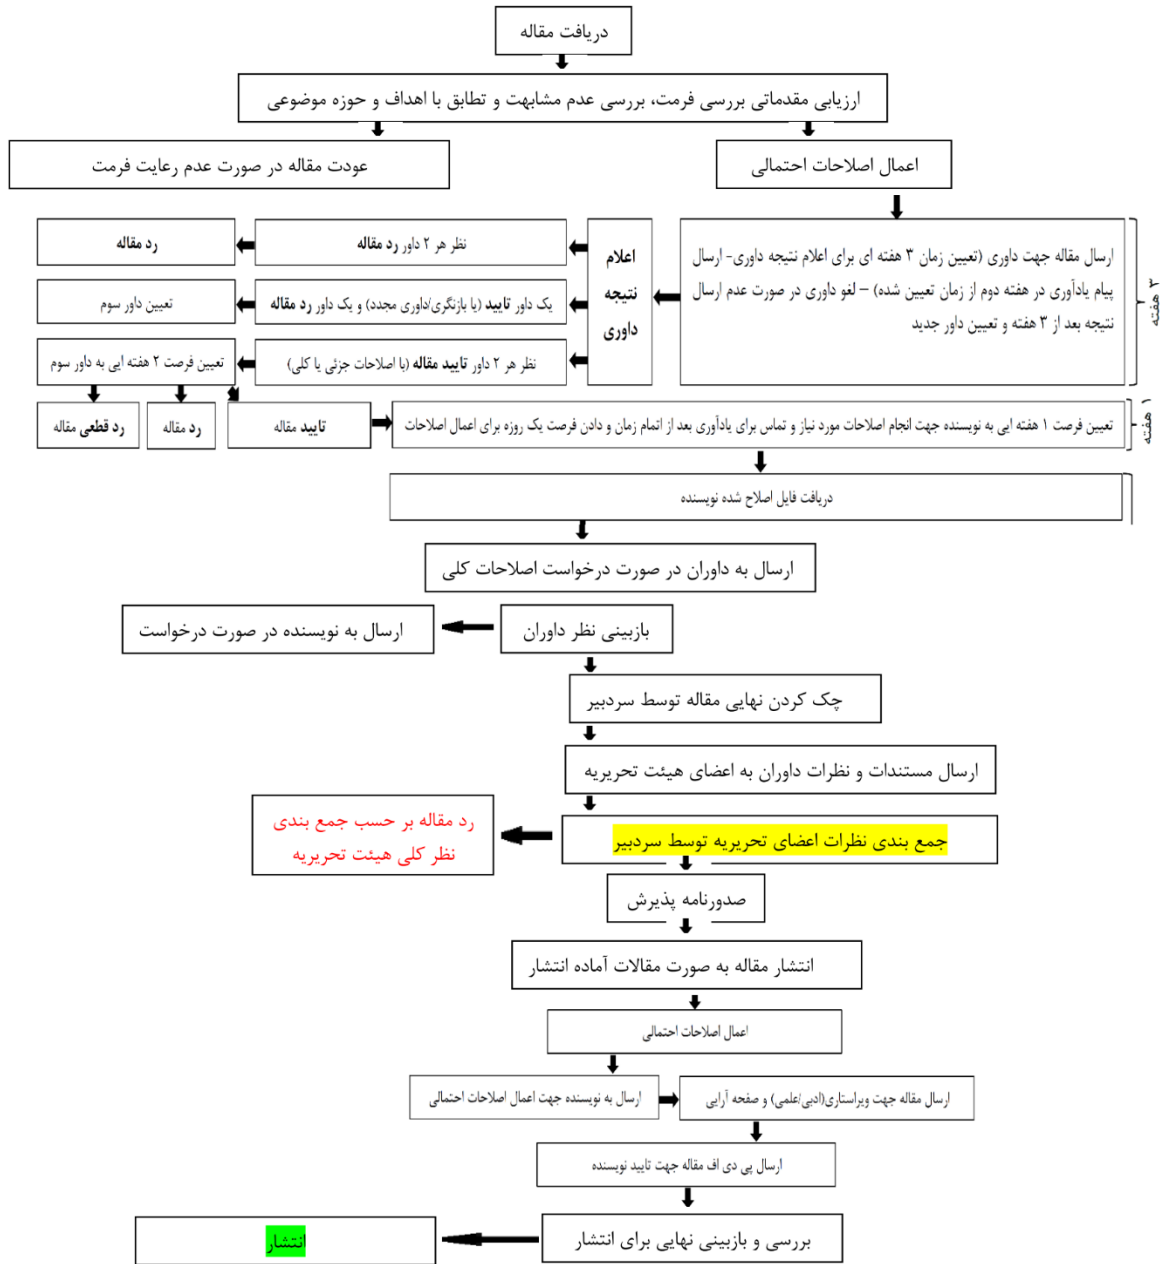 دریافت مقاله
ارزیابی مقدماتی بررسی فرمت، بررسی عدم مشابهت و تطابق با اهداف و حوزه موضوعی
اعمال اصلاحات احتمالی
عودت مقاله در صورت عدم رعایت فرمت
۳ هفته
ارسال مقاله جهت داوری (تعیین زمان ۳ هفته ای برای اعلام نتیجه داوری- ارسال
پیام یادآوری در هفته دوم از زمان تعیین شده) – لغو داوری در صورت عدم ارسال
نتیجه بعد از ۳ هفته و تعیین داور جدید
اعلام
نتیجه
داوری
نظر هر ۲ داور رد مقاله
رد مقاله
یک داور تایید (یا بازنگری/داوری مجدد) و یک داور رد مقاله
تعیین داور سوم
نظر هر ۲ داور تایید مقاله (با اصلاحات جزئی یا کلی)
تعیین فرصت ۲ هفته ایی به داور سوم
تایید مقاله
رد مقاله
رد قطعی مقاله
۱ هفته
تعیین فرصت ۱ هفته ایی به نویسنده جهت انجام اصلاحات مورد نیاز و تماس برای یادآوری بعد از اتمام زمان و دادن فرصت یک روزه برای اعمال اصلاحات
دریافت فایل اصلاح شده نویسنده
ارسال به داوران در صورت درخواست اصلاحات کلی
بازبینی نظر داوران
ارسال به نویسنده در صورت درخواست
چک کردن نهایی مقاله توسط سردبیر
ارسال مستندات و نظرات داوران به اعضای هیئت تحریریه
جمع بندی نظرات اعضای تحریریه توسط سردبیر
رد مقاله بر حسب جمع بندی
نظر کلی هیئت تحریریه
صدورنامه پذیرش
انتشار مقاله به صورت مقالات آماده انتشار
اعمال اصلاحات احتمالی
ارسال به نویسنده جهت اعمال اصلاحات احتمالی
ارسال مقاله جهت ویراستاری(ادبی/علمی) و صفحه آرایی
ارسال پی دی اف مقاله جهت تایید نویسنده
بررسی و بازبینی نهایی برای انتشار
انتشار